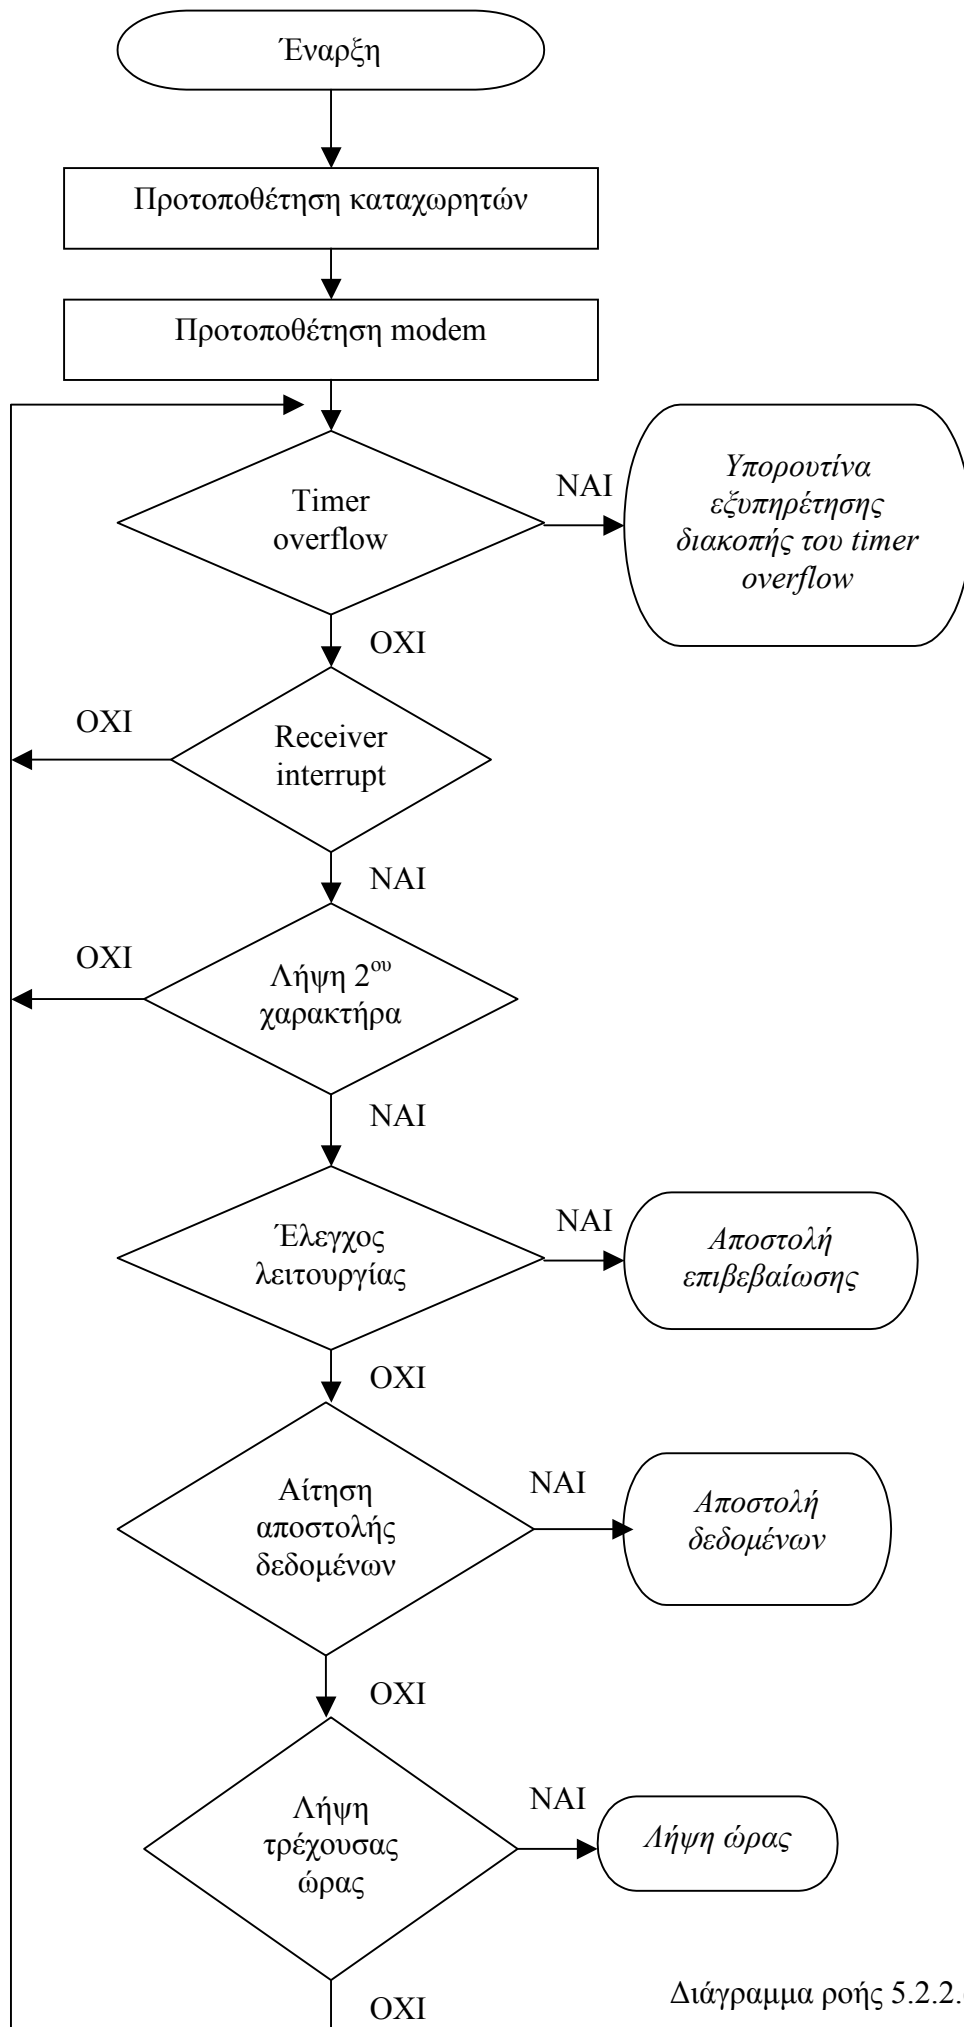 Έναρξη
Προτοποθέτηση καταχωρητών
Προτοποθέτηση modem
Timer
overflow
ΝΑΙ
Υπορουτίνα
εξυπηρέτησης
διακοπής του timer
overflow
ΟΧΙ
ΟΧΙ
Receiver
interrupt
ΝΑΙ
ΟΧΙ
Λήψη 2ου
χαρακτήρα
ΝΑΙ
Έλεγχος
λειτουργίας
ΝΑΙ
Αποστολή
επιβεβαίωσης
ΟΧΙ
Αίτηση
αποστολής
δεδομένων
ΝΑΙ
Αποστολή
δεδομένων
ΟΧΙ
Λήψη
τρέχουσας
ώρας
ΝΑΙ
Λήψη ώρας
ΟΧΙ
Διάγραμμα ροής 5.2.2.